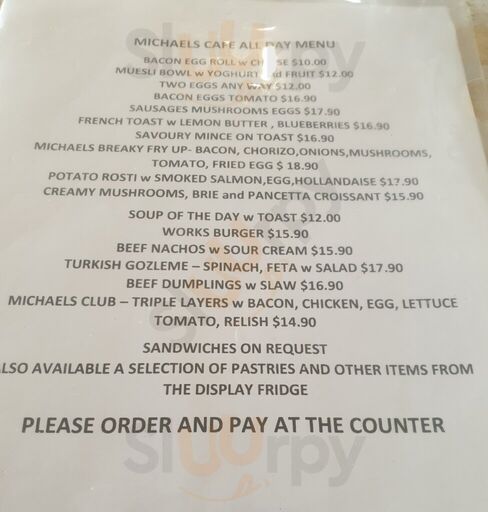 MICHAELS CAFE ALL DAY MENU
BACON EGG ROLL w CHEESE $10.00
MUESLI BOWL w YOGHURT and FRUIT $12.00
TWO EGGS ANY WAY $12.00
BACON EGGS TOMATO $16.90
SAUSAGES MUSHROOMS EGGS $17.90
FRENCH TOAST w LEMON BUTTER , BLUEBERRIES $16.90
SAVOURY MINCE ON TOAST $16.90
MICHAELS BREAKY FRY UP- BACON, CHORIZO,ONIONS,MUSHROOMS,
TOMATO, FRIED EGG $ 18.90
POTATO ROSTI w SMOKED SALMON,EGG,HOLLANDAISE $17.90
CREAMY MUSHROOMS, BRIE and PANCETTA CROISSANT $15.90
SOUP OF THE DAY w TOAST $12.00
WORKS BURGER $15.90
BEEF NACHOS w SOUR CREAM $15.90
TURKISH GOZLEME – SPINACH, FETA w SALAD $17.90
BEEF DUMPLINGS w SLAW $16.90
MICHAELS CLUB – TRIPLE LAYERS w BACON, CHICKEN, EGG, LETTUCE
TOMATO, RELISH $14.90
SANDWICHES ON REQUEST
LSO AVAILABLE A SELECTION OF PASTRIES AND OTHER ITEMS FROM
THE DISPLAY FRIDGE
PLEASE ORDER AND PAY AT THE COUNTER
Sluurpy
Sluurpy
Sluurpy